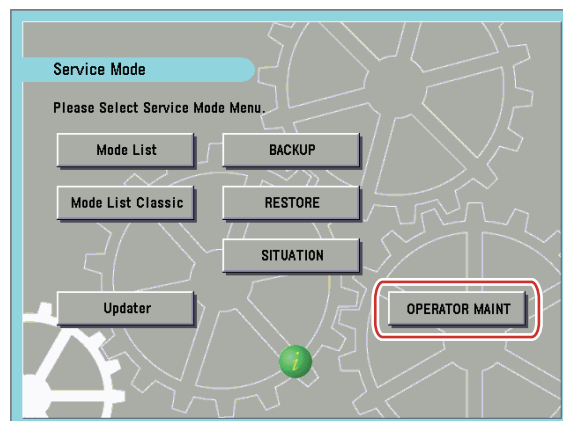 Service Mode
Please Select Service Mode Menu.
Mode List
BACKUP
Mode List Classic
RESTORE
SITUATION
Updater
OPERATOR MAINT
i